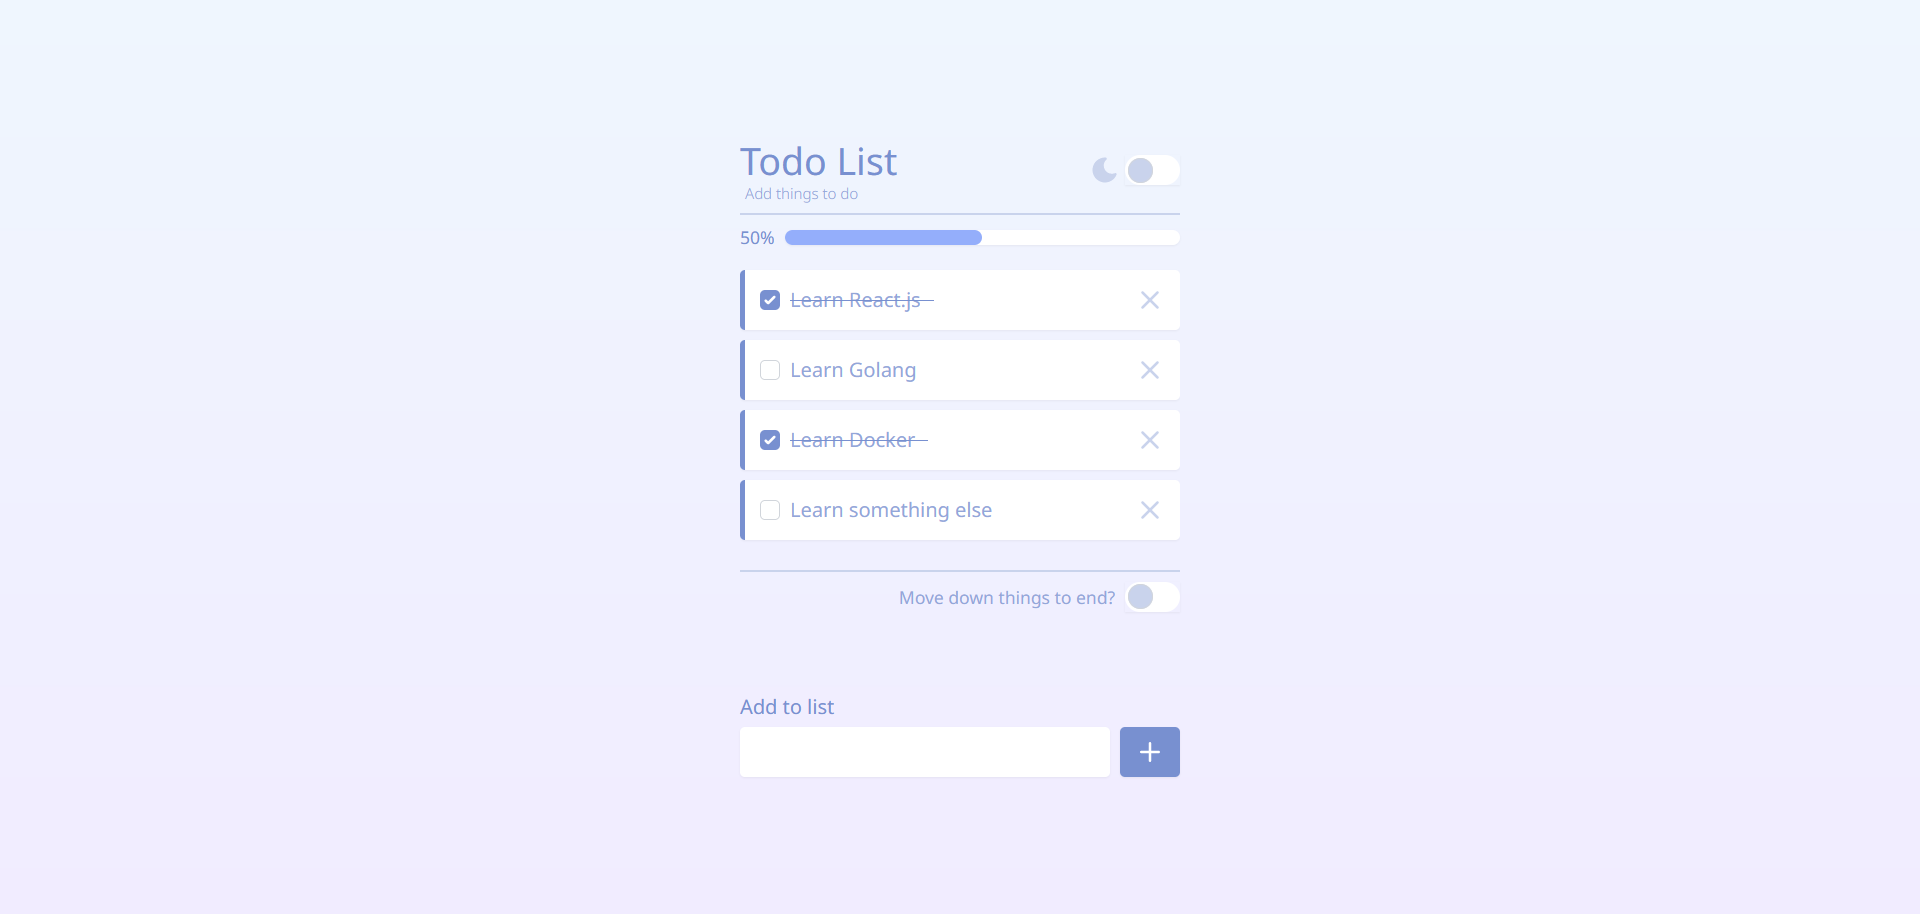 Todo List
Add things to do
50%
Learn React.js
Learn Golang
Learn Docker
Learn something else
Move down things to end?
Add to list